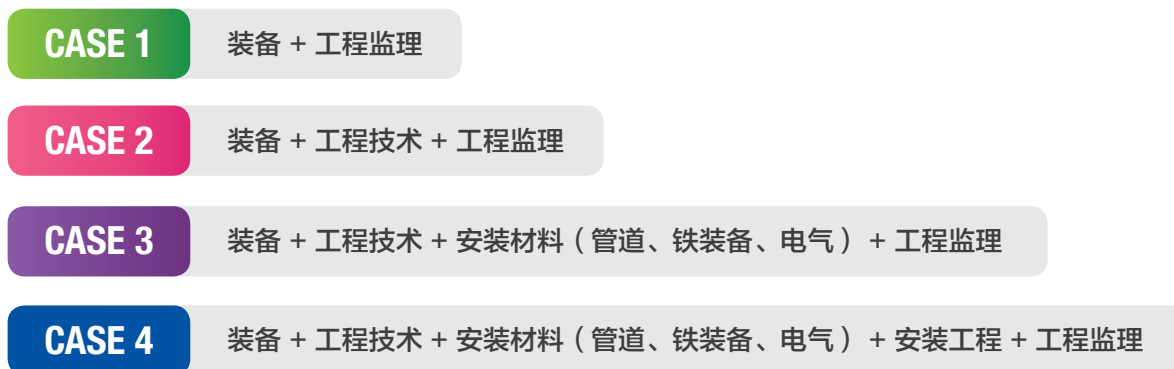 CASE 1 装备 + 工程监理
CASE 2 装备 + 工程技术 + 工程监理
CASE 3 装备 + 工程技术 + 安装材料（管道、铁装备、电气） + 工程监理
CASE 4 装备 + 工程技术 + 安装材料（管道、铁装备、电气） + 安装工程 + 工程监理